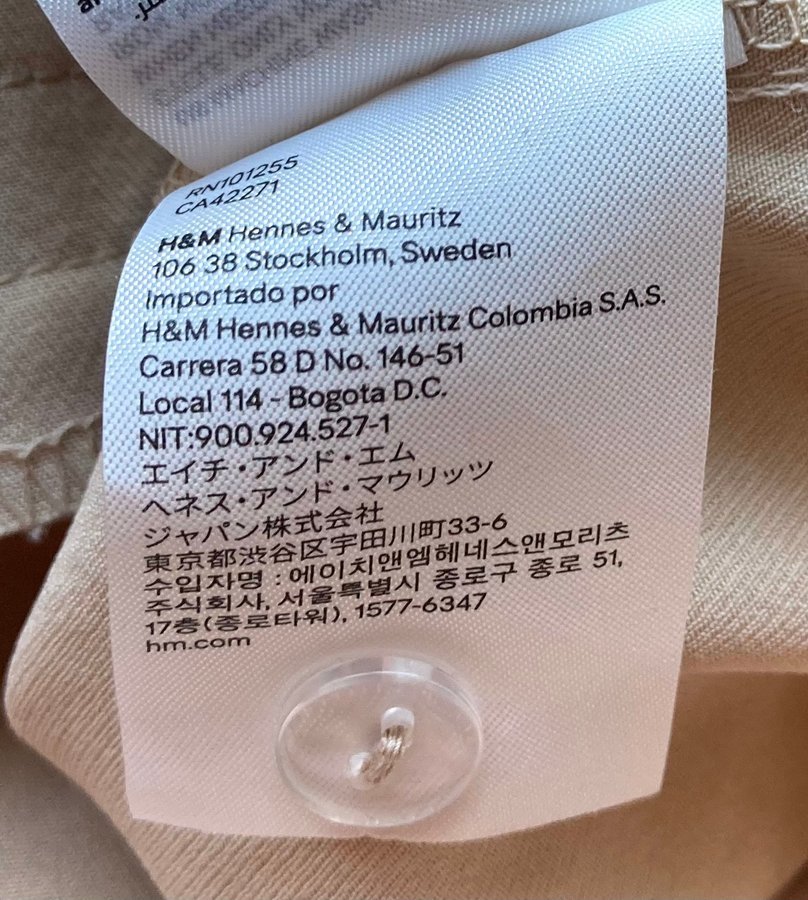 RN101255
CA42271
H&M Hennes & Mauritz
106 38 Stockholm, Sweden
Importado por
H&M Hennes & Mauritz Colombia S.A.S.
Carrera 58 D No. 146-51
Local 114 - Bogota D.C.
NIT:900.924.527-1
エイチ・アンド・エム
ヘネス・アンド・マウリッツ
ジャパン株式会社
東京都渋谷区宇田川町33-6
수입자명 : 에이치앤엠헤네스앤모리츠
주식회사, 서울특별시 종로구 종로 51,
17층(종로타워), 1577-6347
hm.com